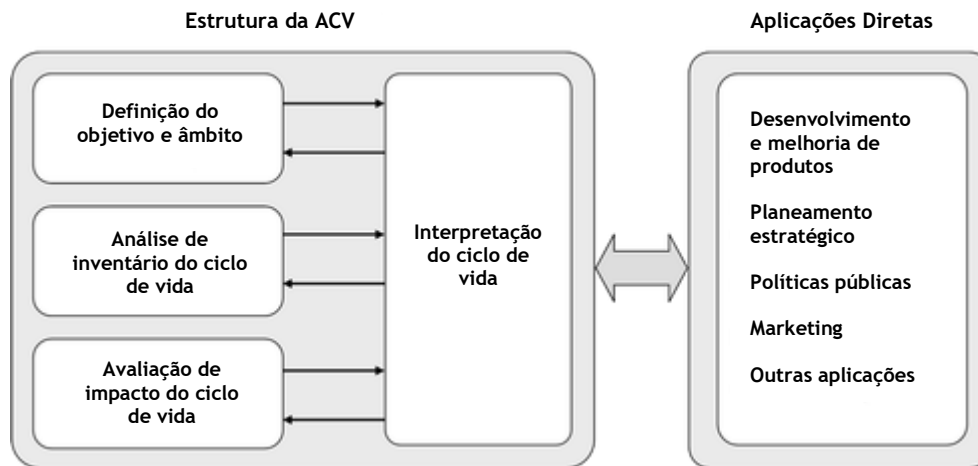 Estrutura da ACV
Aplicações Diretas
Definição do
objetivo e âmbito
Análise de
inventário do ciclo
de vida
Avaliação de
impacto do ciclo
de vida
Interpretação
do ciclo de
vida
Desenvolvimento
e melhoria de
produtos
Planeamento
estratégico
Políticas públicas
Marketing
Outras aplicações